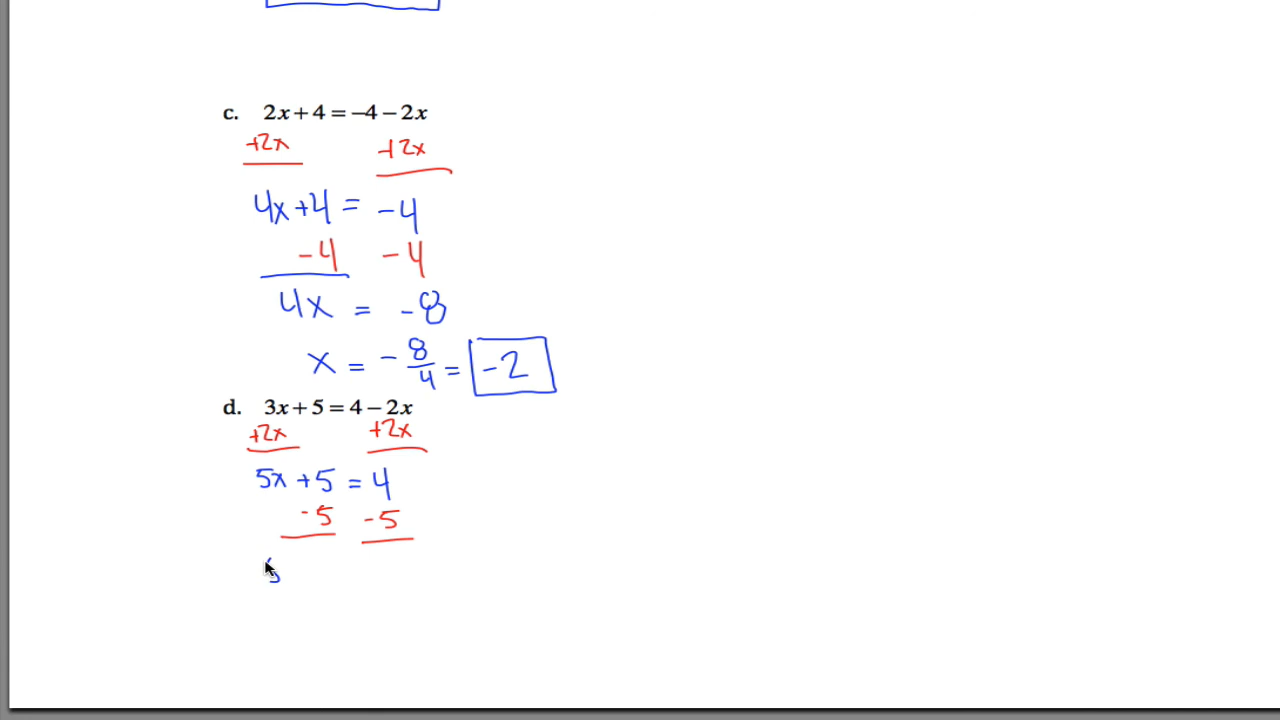 c. 2x+4=–4–2x
+2x +2x
4x+4 = -4
-4 -4
4x = -8
x = - 8/4 = -2
d. 3x+5=4–2x
+2x +2x
5x +5 = 4
-5 -5
5